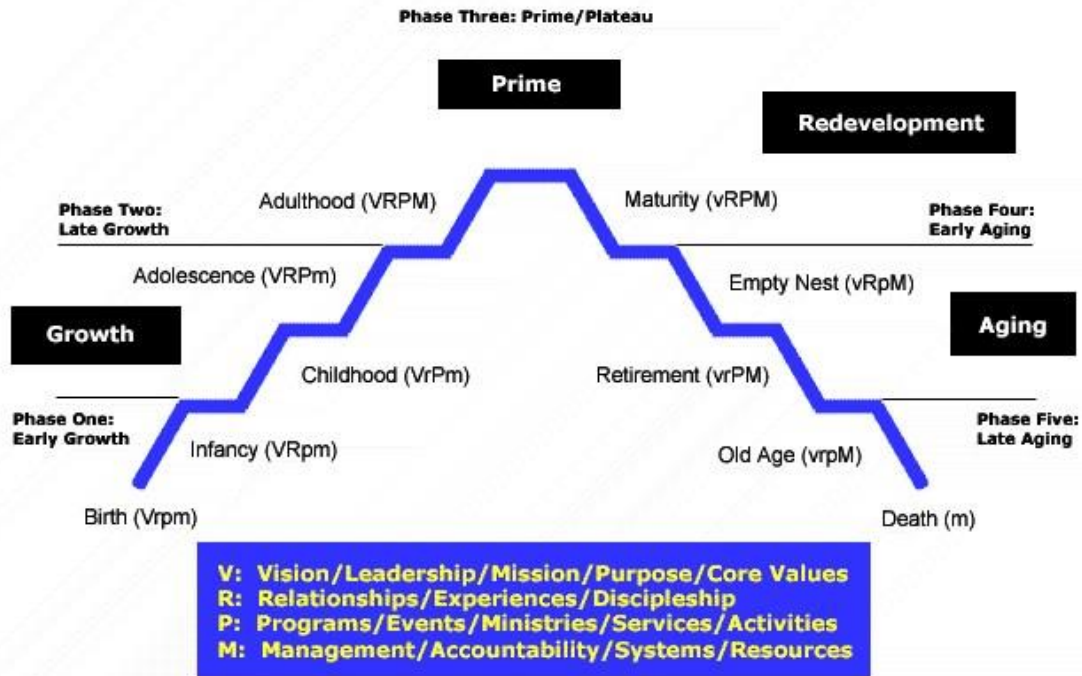 Phase Three: Prime/Plateau
Prime
Redevelopment
Adulthood (VRPM)
Maturity (vRPM)
Phase Two:
Late Growth
Phase Four:
Early Aging
Adolescence (VRPm)
Empty Nest (vRpM)
Growth
Aging
Childhood (VrPm)
Retirement (vrPM)
Phase One:
Early Growth
Phase Five:
Late Aging
Infancy (VRpm)
Old Age (vrpM)
Birth (Vrpm)
Death (m)
V: Vision/Leadership/Mission/Purpose/Core Values
R: Relationships/Experiences/Discipleship
P: Programs/Events/Ministries/Services/Activities
M: Management/Accountability/Systems/Resources